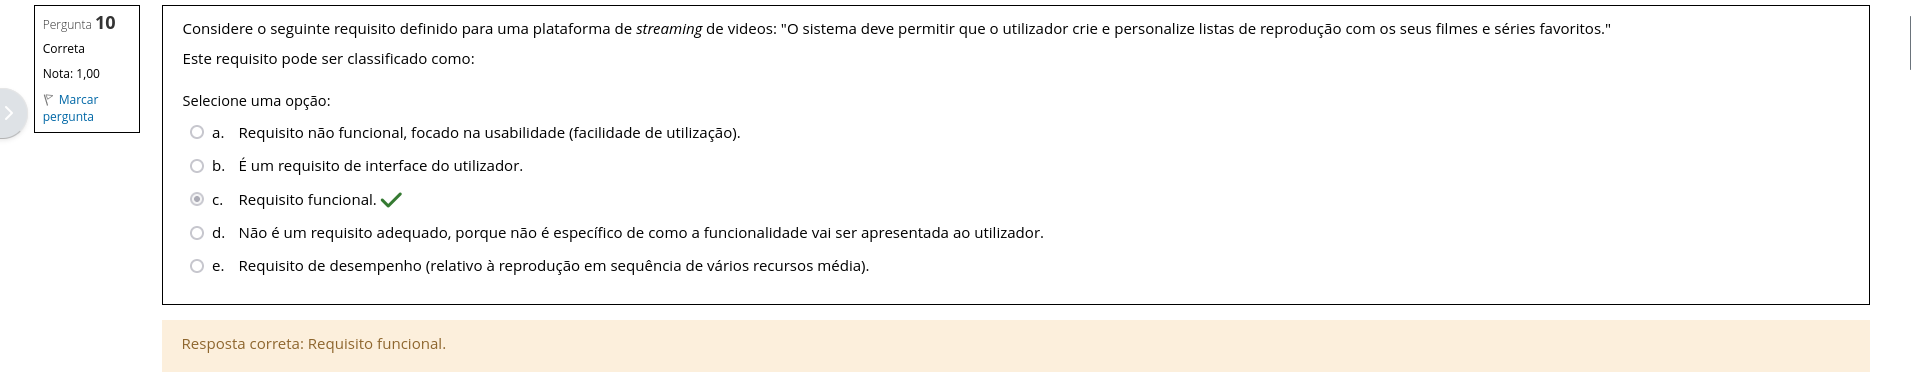 Pergunta 10
Correta
Nota: 1,00
Marcar
pergunta
Considere o seguinte requisito definido para uma plataforma de streaming de videos: "O sistema deve permitir que o utilizador crie e personalize listas de reprodução com os seus filmes e séries favoritos."
Este requisito pode ser classificado como:
Selecione uma opção:
a. Requisito não funcional, focado na usabilidade (facilidade de utilização).
b. É um requisito de interface do utilizador.
c. Requisito funcional.
d. Não é um requisito adequado, porque não é específico de como a funcionalidade vai ser apresentada ao utilizador.
e. Requisito de desempenho (relativo à reprodução em sequência de vários recursos média).
Resposta correta: Requisito funcional.